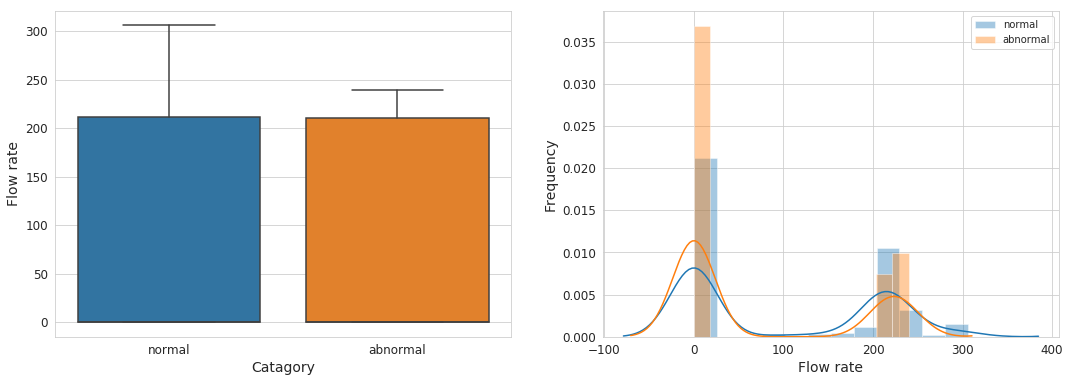 Flow rate
300
250
200
150
100
50
0
normal abnormal
Catagory
Frequency
0.035
0.030
0.025
0.020
0.015
0.010
0.005
0.000
−100 0 100 200 300 400
Flow rate
normal
abnormal